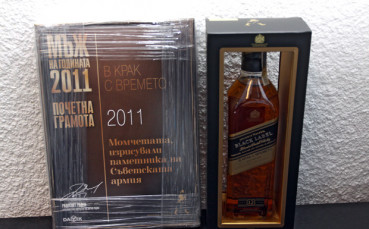 МЪЖ
НА ГОДИНАТА
2011
ПОЧЕТНА
ГРАМОТА
В КРАК
С ВРЕМЕТО
2011
Момчетата,
изрисували
паметника на
Съветската
армия
BLACK LABEL